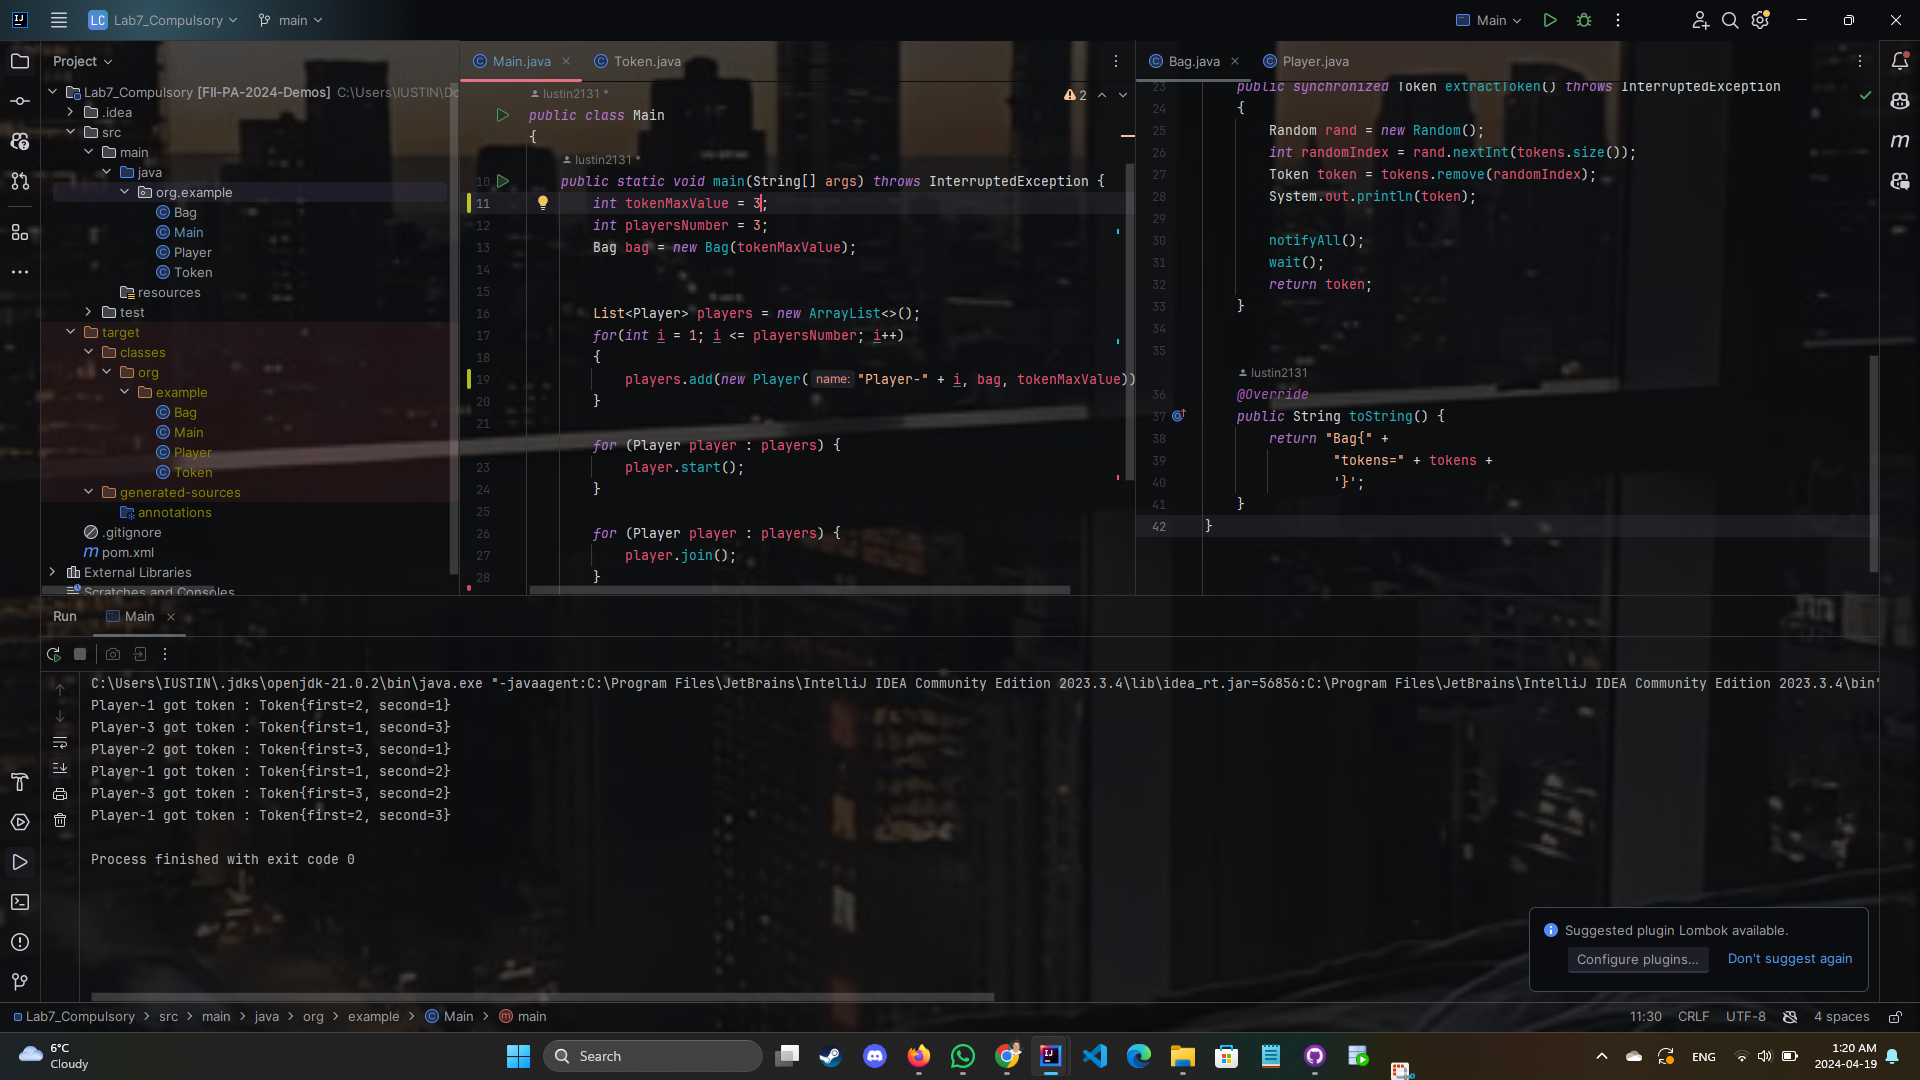 LC Lab7_Compulsory main
Main
Project
Lab7_Compulsory [FII-PA-2024-Demos] C:\Users\IUSTIN\Do
.idea
src
main
java
org.example
Bag
Main
Player
Token
resources
test
target
classes
org
example
Bag
Main
Player
Token
generated-sources
annotations
.gitignore
m pom.xml
External Libraries
Scratches and Consoles
Main.java
Token.java
Iustin2131 *
2
public class Main
{
Iustin2131 *
10 public static void main(String[] args) throws InterruptedException {
11 int tokenMaxValue = 3;
12 int playersNumber = 3;
13 Bag bag = new Bag(tokenMaxValue);
14
15
16 List<Player> players = new ArrayList<>();
17 for(int i = 1; i <= playersNumber; i++)
18 {
19 players.add(new Player( name: "Player-" + i, bag, tokenMaxValue))
20 }
21
for (Player player : players) {
23 player.start();
24 }
25
26 for (Player player : players) {
27 player.join();
28 }
Bag.java
Player.java
23 public synchronized Token extractToken() throws InterruptedException
24 {
25 Random rand = new Random();
26 int randomIndex = rand.nextInt(tokens.size());
27 Token token = tokens.remove(randomIndex);
28 System.out.println(token);
29
30 notifyAll();
31 wait();
32 return token;
33 }
34
35
Iustin2131
36 @Override
37 public String toString() {
38 return "Bag{" +
39 "tokens=" + tokens +
40 '}';
41 }
42 }
Run Main
C:\Users\IUSTIN\.jdks\openjdk-21.0.2\bin\java.exe "-javaagent:C:\Program Files\JetBrains\IntelliJ IDEA Community Edition 2023.3.4\lib\idea_rt.jar=56856:C:\Program Files\JetBrains\IntelliJ IDEA Community Edition 2023.3.4\bin"
Player-1 got token : Token{first=2, second=1}
Player-3 got token : Token{first=1, second=3}
Player-2 got token : Token{first=3, second=1}
Player-1 got token : Token{first=1, second=2}
Player-3 got token : Token{first=3, second=2}
Player-1 got token : Token{first=2, second=3}
Process finished with exit code 0
Suggested plugin Lombok available.
Configure plugins... Don't suggest again
Lab7_Compulsory > src > main > java > org > example > Main > main
11:30 CRLF UTF-8 4 spaces
6°C
Cloudy
Search
ENG
1:20 AM
2024-04-19